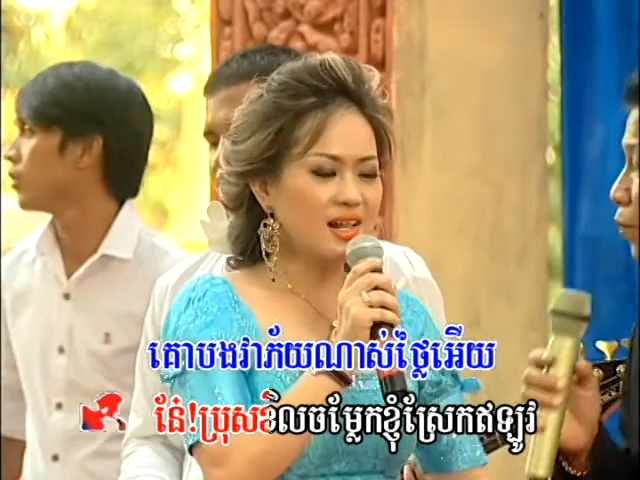 គោបងវាភ័យណាស់ថ្លៃអើយ
នែ៎!ប្រុសខិលចម្លែកខ្ញុំស្រែកឥឡូវ